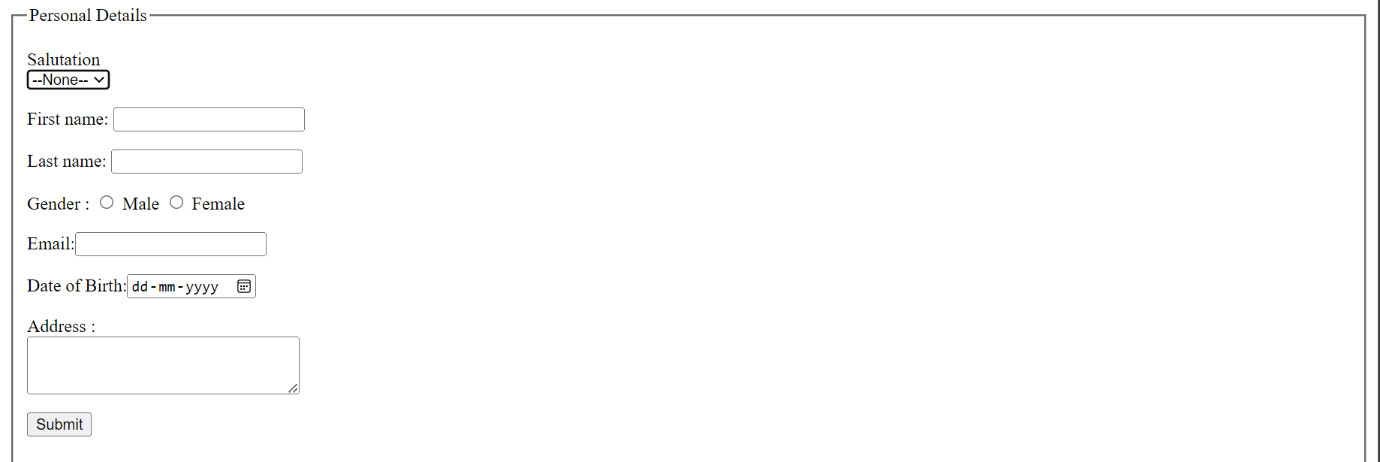 Personal Details
Salutation
--None--
First name:
Last name:
Gender : Male Female
Email:
Date of Birth: dd-mm-yyyy
Address :
Submit